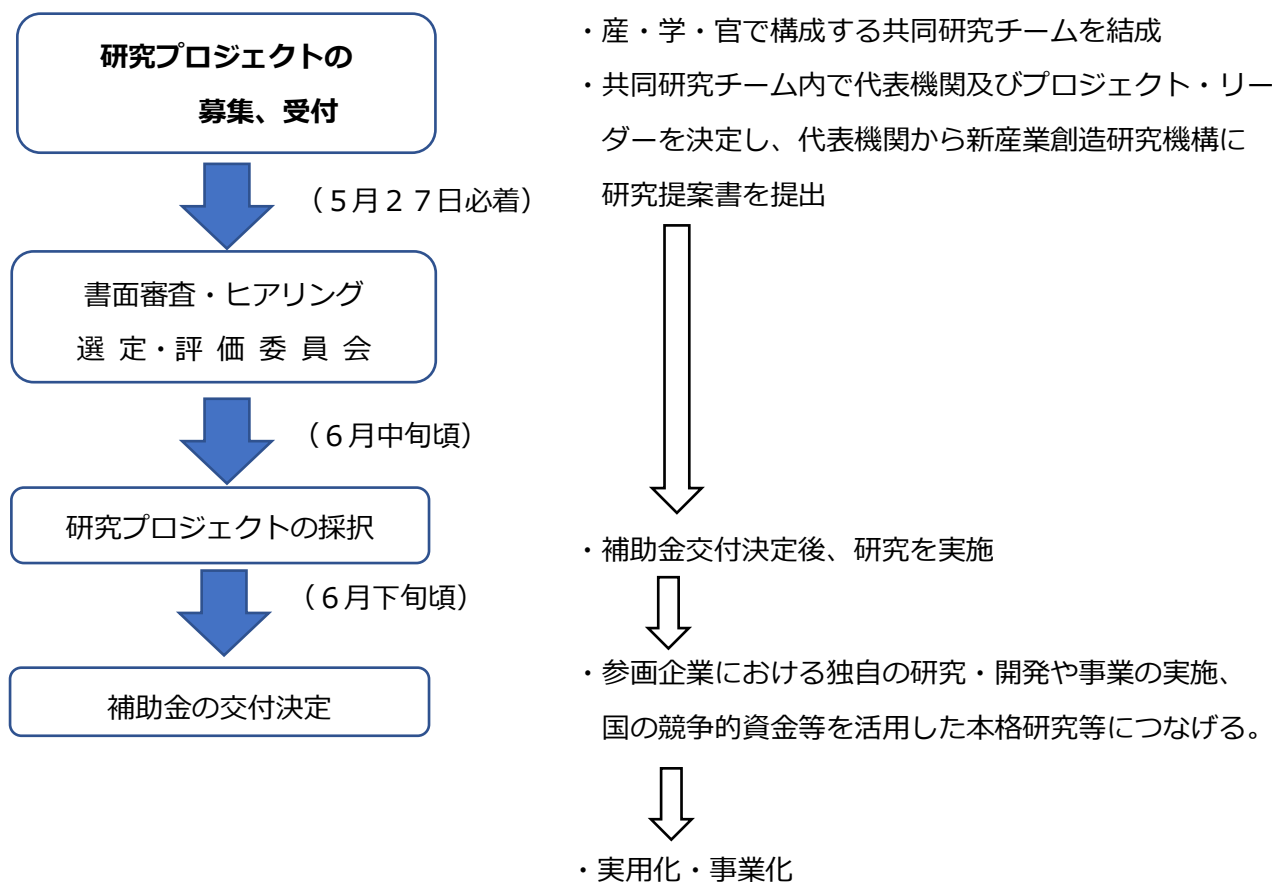 研究プロジェクトの
募集、受付
（５月２７日必着）
書面審査・ヒアリング
選 定・評 価 委 員 会
（６月中旬頃）
研究プロジェクトの採択
（６月下旬頃）
補助金の交付決定
・産・学・官で構成する共同研究チームを結成
・共同研究チーム内で代表機関及びプロジェクト・リー
ダーを決定し、代表機関から新産業創造研究機構に
研究提案書を提出
・補助金交付決定後、研究を実施
・参画企業における独自の研究・開発や事業の実施、
国の競争的資金等を活用した本格研究等につなげる。
・実用化・事業化